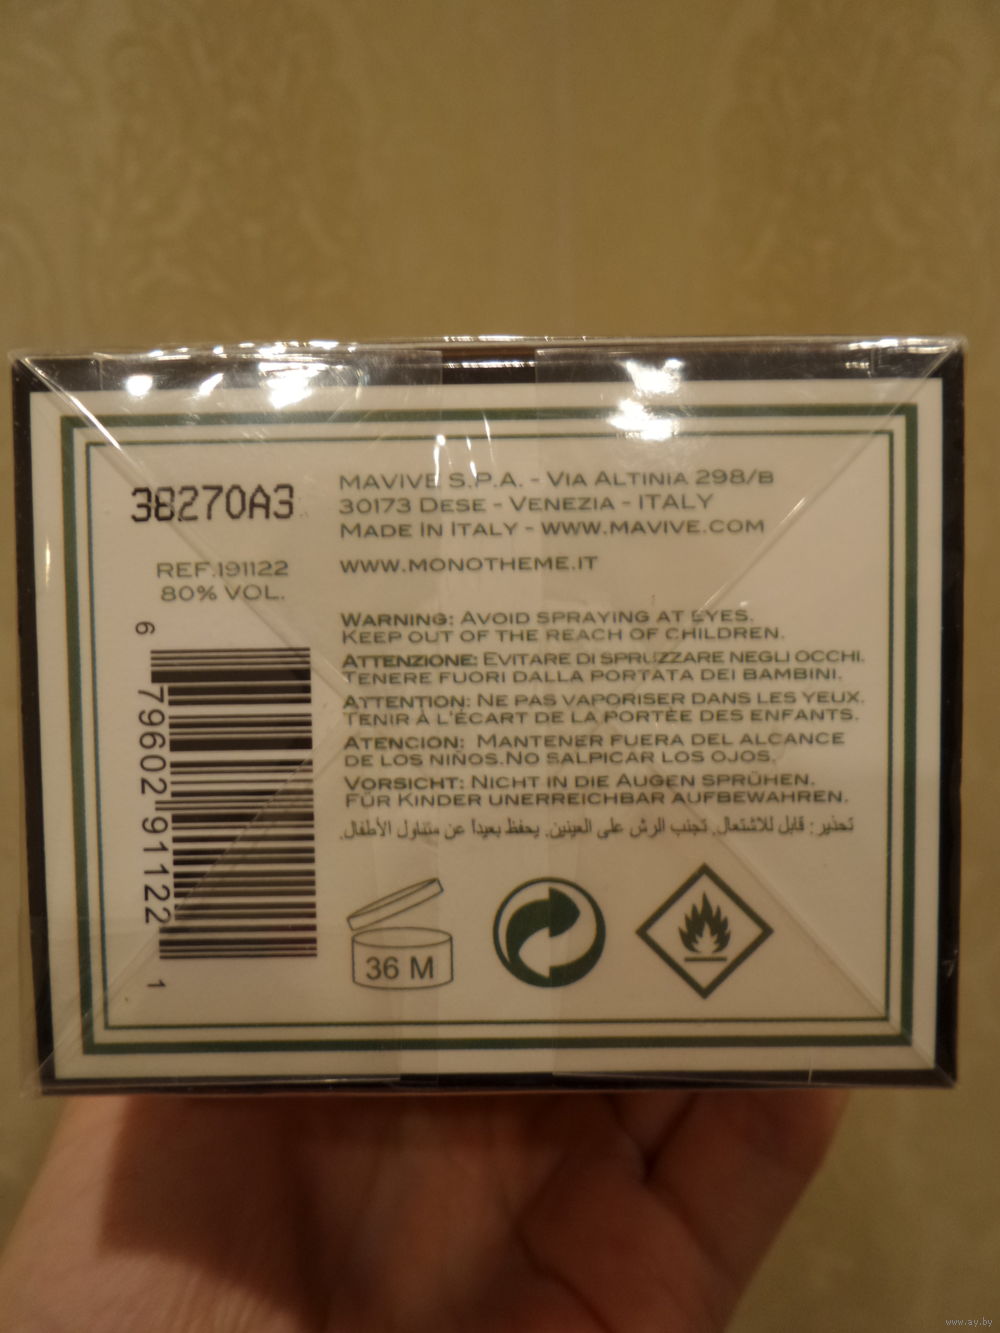 38270A3
REF.191122
80% VOL.
6 79602 91122 1
MAVIVE S.P.A. - VIA ALTINIA 298/B
30173 DESE - VENEZIA - ITALY
MADE IN ITALY - WWW.MAVIVE.COM
WWW.MONOTHEME.IT
WARNING: AVOID SPRAYING AT EYES.
KEEP OUT OF THE REACH OF CHILDREN.
ATTENZIONE: EVITARE DI SPRUZZARE NEGLI OCCHI.
TENERE FUORI DALLA PORTATA DEI BAMBINI.
ATTENTION: NE PAS VAPORISER DANS LES YEUX.
TENIR À L'ÉCART DE LA PORTÉE DES ENFANTS.
ATENCION: MANTENER FUERA DEL ALCANCE
DE LOS NIÑOS.NO SALPICAR LOS OJOS.
VORSICHT: NICHT IN DIE AUGEN SPRÜHEN.
FÜR KINDER UNERREICHBAR AUFBEWAHREN.
تحذير: قابل للاشتعال. تجنب الرش على العينين. يحفظ بعيداً عن متناول الأطفال.
36 M
www.ay.by